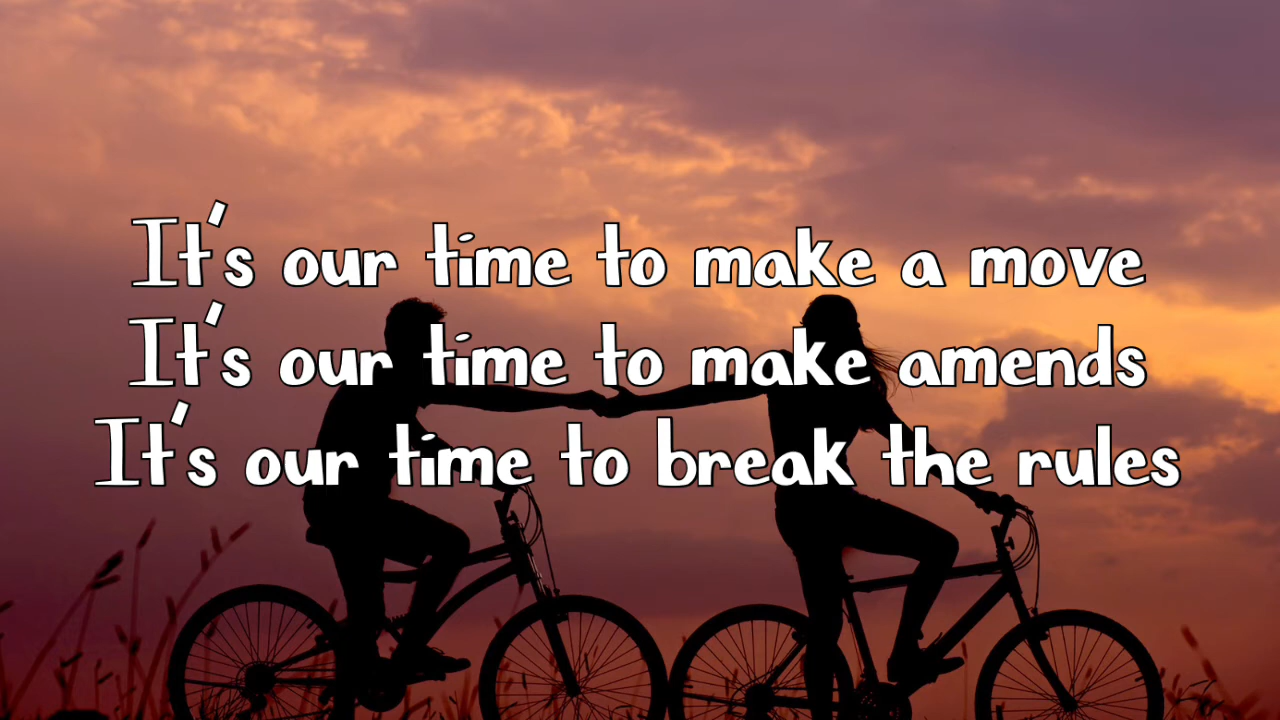 It's our time to make a move
It's our time to make amends
It's our time to break the rules